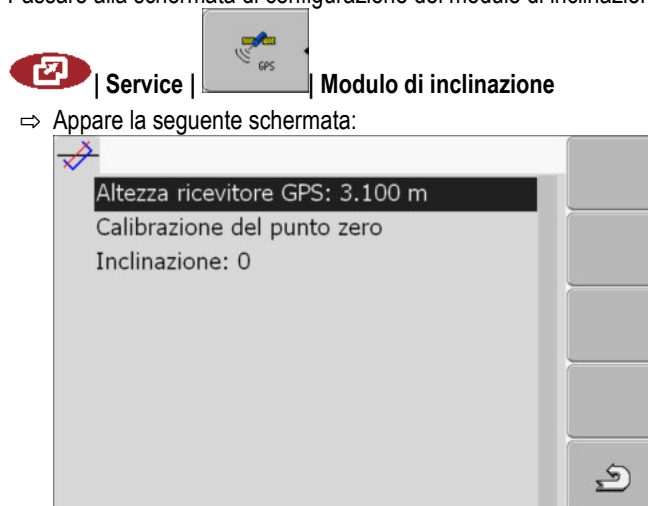 Passare alla schermata di configurazione del modulo di inclinazion
GPS
| Service | | Modulo di inclinazione
⇨ Appare la seguente schermata:
Altezza ricevitore GPS: 3.100 m
Calibrazione del punto zero
Inclinazione: 0